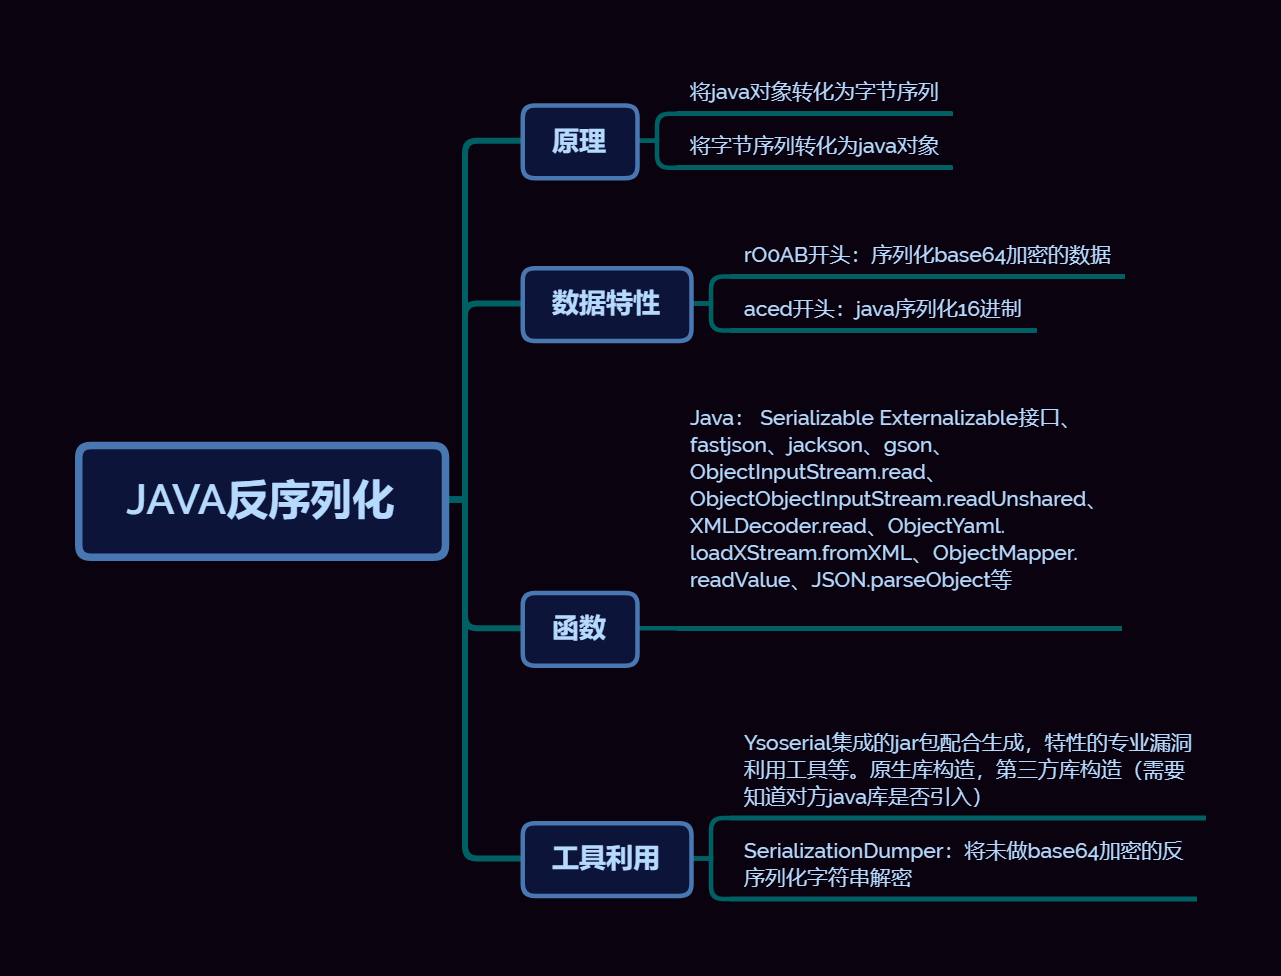 将java对象转化为字节序列
原理
将字节序列转化为java对象
rO0AB开头：序列化base64加密的数据
数据特性
aced开头：java序列化16进制
Java： Serializable Externalizable接口、
fastjson、jackson、gson、
ObjectInputStream.read、
ObjectObjectInputStream.readUnshared、
XMLDecoder.read、ObjectYaml.
loadXStream.fromXML、ObjectMapper.
readValue、JSON.parseObject等
JAVA反序列化
函数
Ysoserial集成的jar包配合生成，特性的专业漏洞
利用工具等。原生库构造，第三方库构造（需要
知道对方java库是否引入）
工具利用
SerializationDumper：将未做base64加密的反
序列化字符串解密